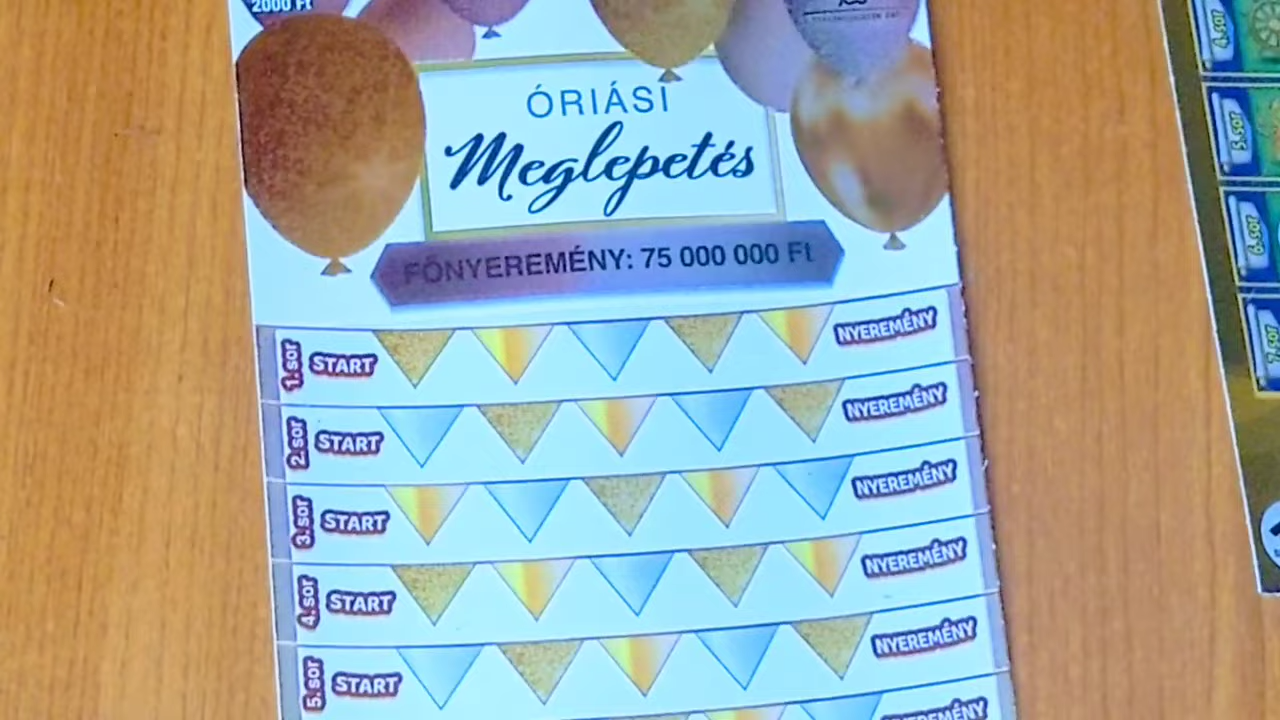 2000 Ft
ÓRIÁSI
Meglepetés
FŐNYEREMÉNY: 75 000 000 Ft
1. sor START NYEREMÉNY
2. sor START NYEREMÉNY
3. sor START NYEREMÉNY
4. sor START NYEREMÉNY
5. sor START NYEREMÉNY
NYEREMÉNY
4. sor
5. sor
6. sor
7. sor